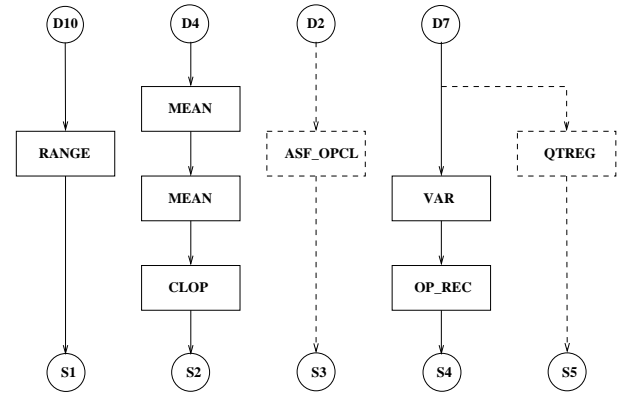 D10 D4 D2 D7
MEAN
RANGE ASF_OPCL QTREG
MEAN VAR
CLOP OP_REC
S1 S2 S3 S4 S5